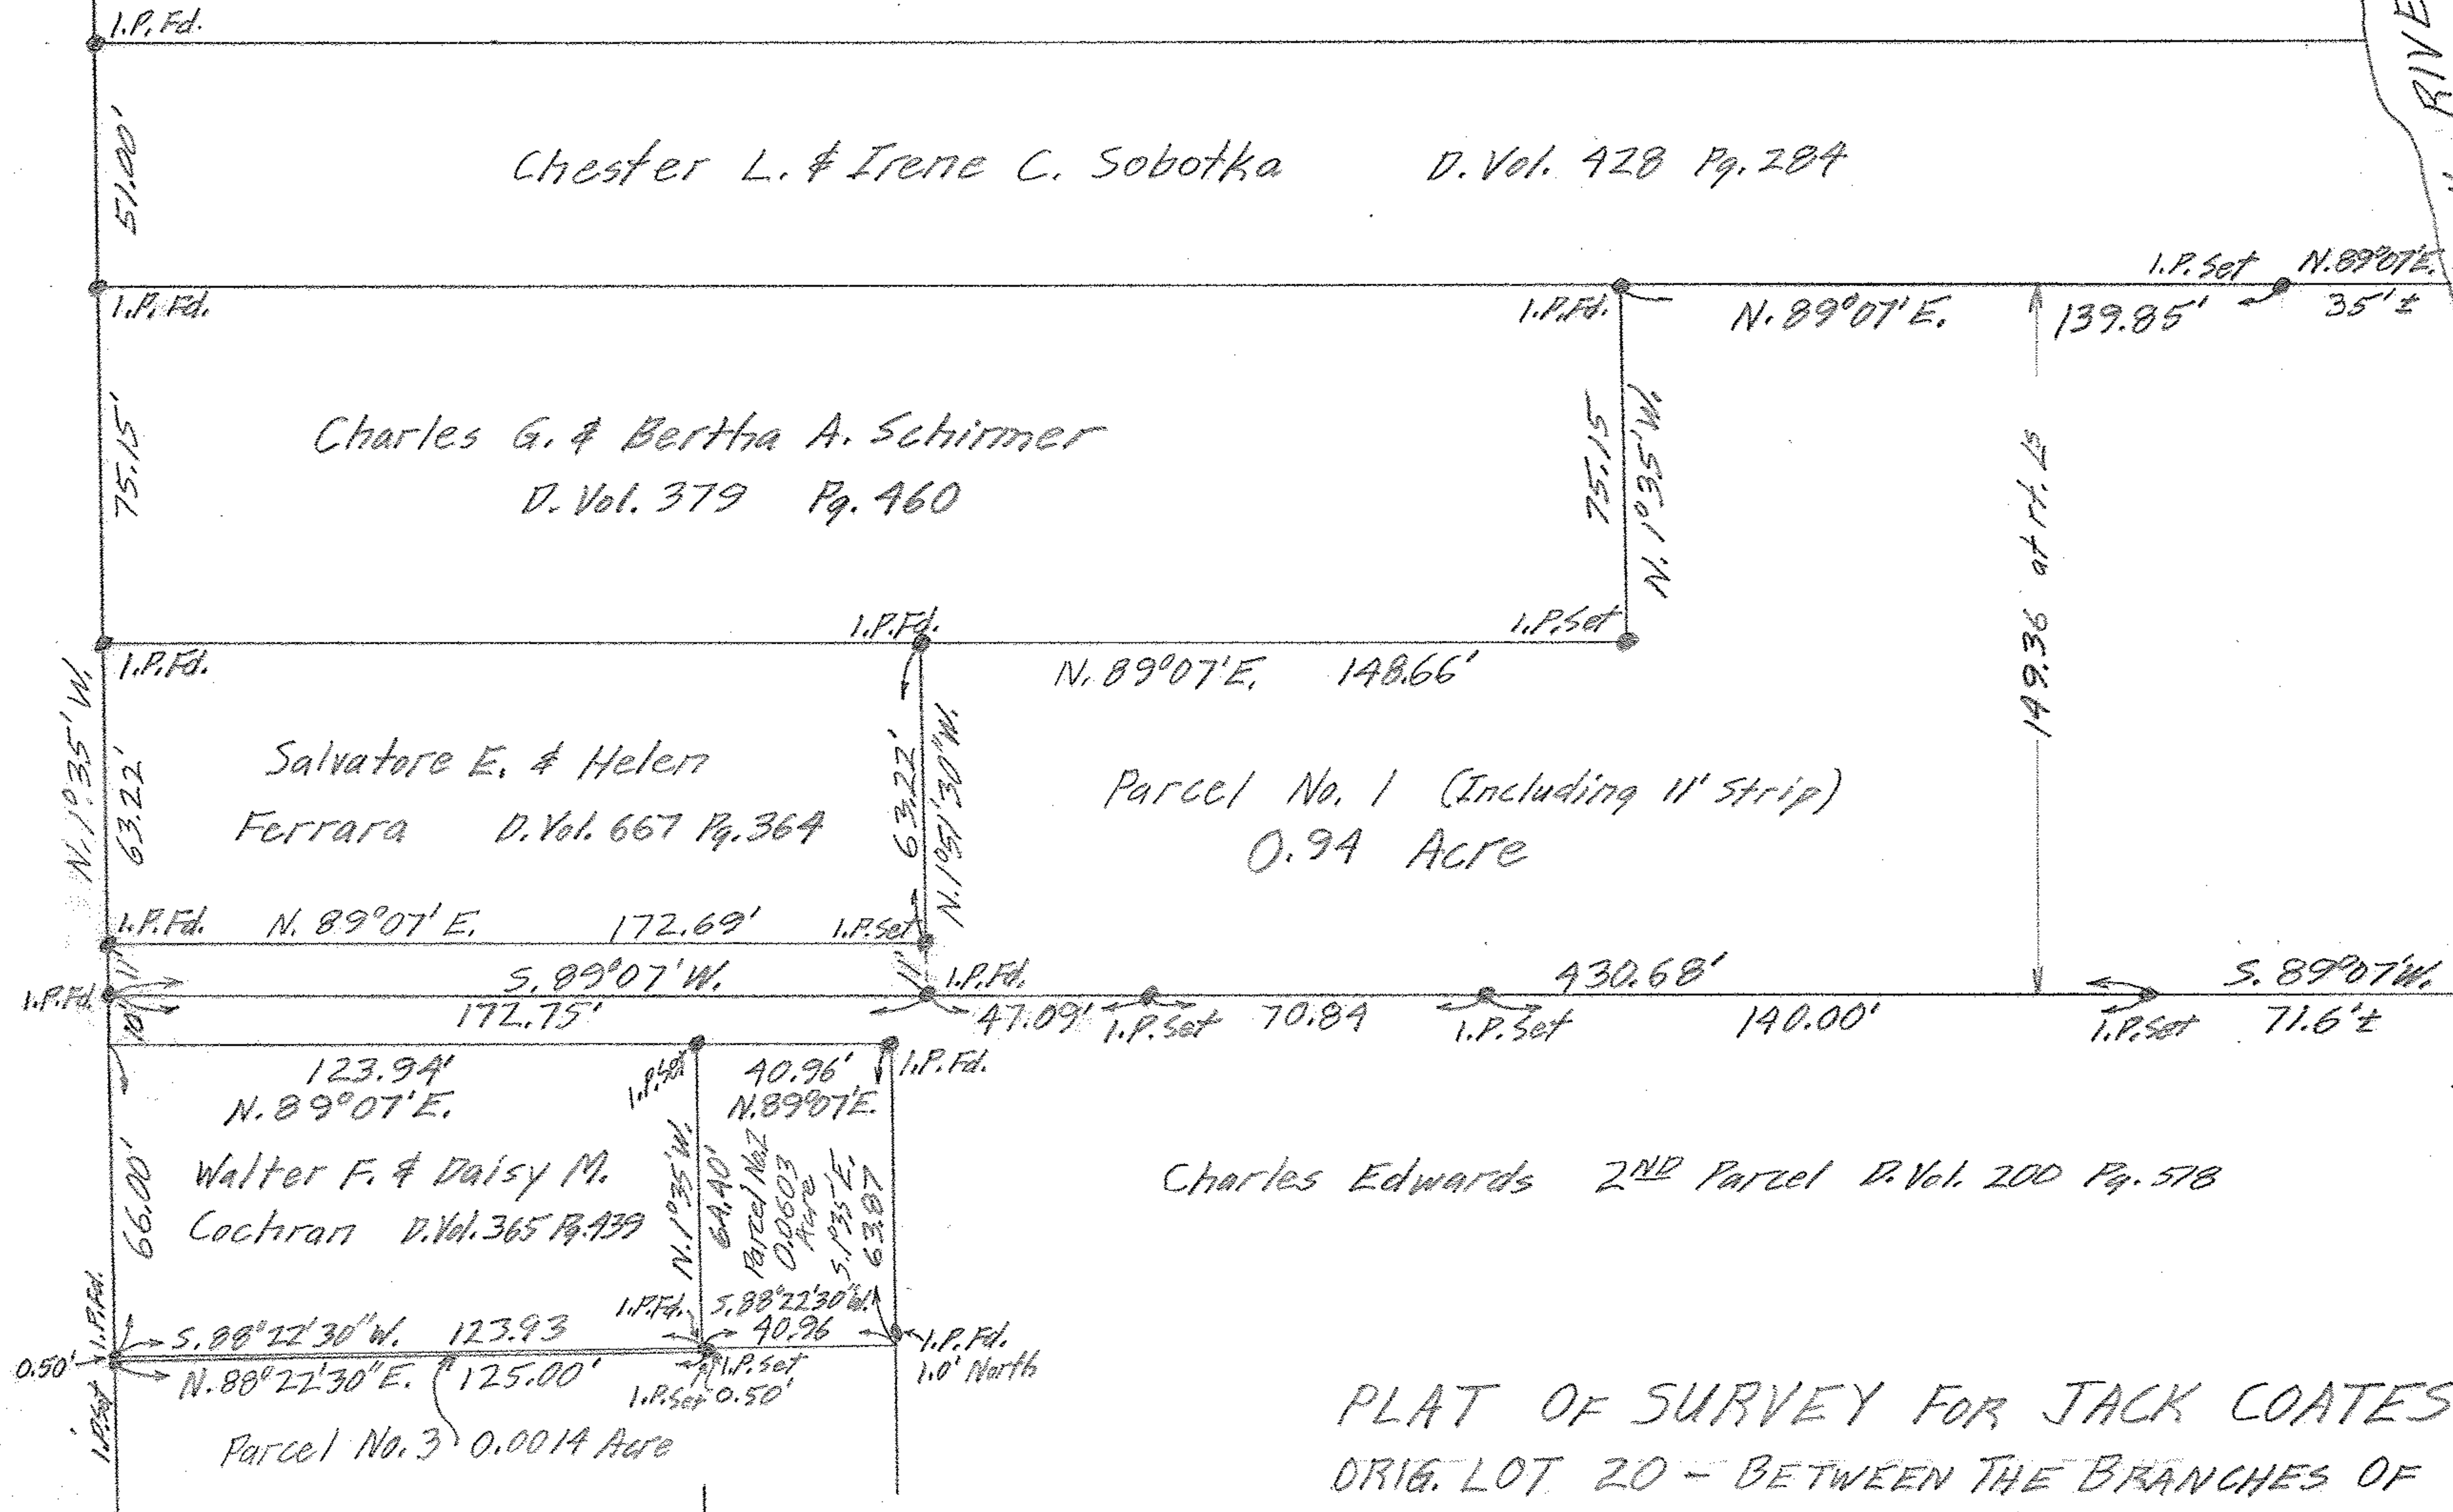 I.P. Fd.
RIVE
51.00'
Chester L. & Irene C. Sobotka D. Vol. 428 Pg. 284
I.P. Set N. 89°07' E.
I.P. Fd.
I.P. Fd.
N. 89°07' E. 139.85' 35' ±
75.15'
Charles G. & Bertha A. Schirmer
D. Vol. 379 Pg. 460
75.15
N. 1°35' W.
149.36 at rt. ∠s
I.P. Fd.
I.P. Set
I.P. Fd.
N. 89°07' E. 148.66'
N. 1°35' W.
63.22'
Salvatore E. & Helen
Ferrara D. Vol. 667 Pg. 364
63.22'
N. 1°51'30" W.
Parcel No. 1 (Including 11' Strip)
0.94 Acre
I.P. Fd. N. 89°07' E. 172.69' I.P. Set
11'
S. 89°07' W.
11'
I.P. Fd.
430.68'
S. 89°07' W.
I.P. Fd.
10'
172.75'
47.09' I.P. Set 70.84 I.P. Set 140.00' I.P. Set 71.6' ±
123.94'
N. 89°07' E.
I.P. Set
40.96'
N. 89°07' E.
I.P. Fd.
66.00'
Walter F. & Daisy M.
Cochran D. Vol. 365 Pg. 439
N. 1°35' W.
64.40'
Parcel No. 2
0.0603
Acre
S. 1°35' E.
63.87
Charles Edwards 2ND Parcel D. Vol. 200 Pg. 578
I.P. Fd.
I.P. Fd.
S. 88°22'30" W.
40.96
I.P. Fd.
1.0' North
S. 88°22'30" W. 123.93
0.50'
N. 88°22'30" E. 125.00'
I.P. Set
I.P. Set
I.P. Set 0.50'
Parcel No. 3 0.0014 Acre
PLAT OF SURVEY FOR JACK COATES
ORIG. LOT 20 - BETWEEN THE BRANCHES OF